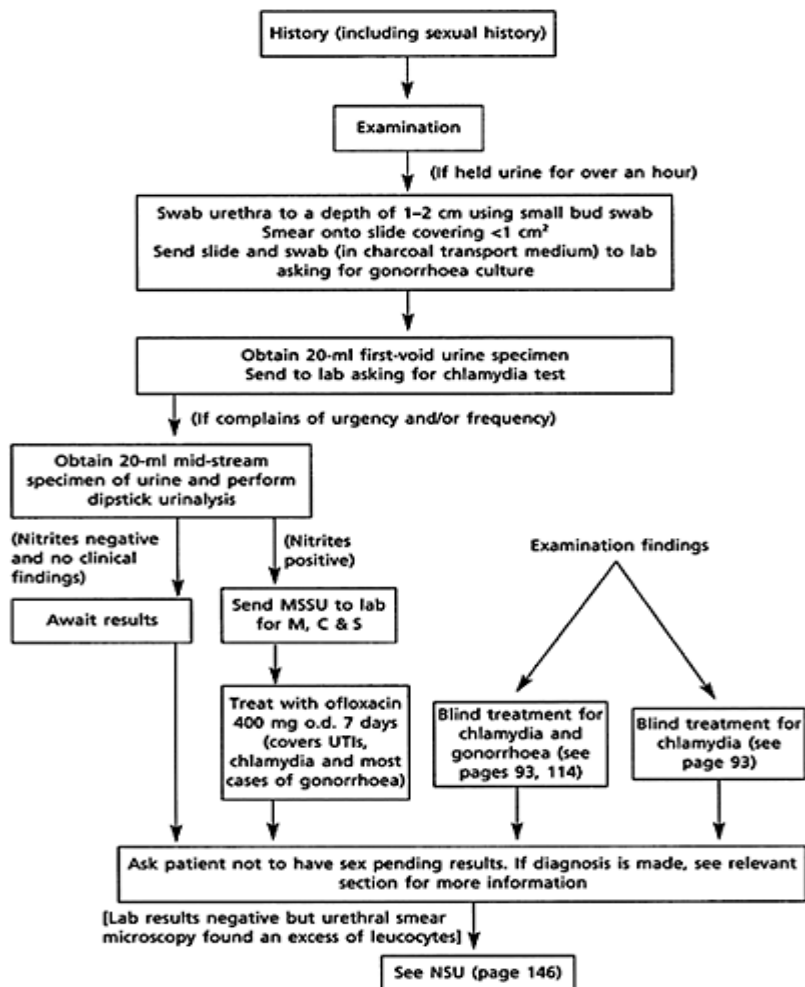 History (including sexual history)
Examination
(If held urine for over an hour)
Swab urethra to a depth of 1–2 cm using small bud swab
Smear onto slide covering <1 cm²
Send slide and swab (in charcoal transport medium) to lab
asking for gonorrhoea culture
Obtain 20-ml first-void urine specimen
Send to lab asking for chlamydia test
(If complains of urgency and/or frequency)
Obtain 20-ml mid-stream
specimen of urine and perform
dipstick urinalysis
(Nitrites negative
and no clinical
findings)
(Nitrites
positive)
Examination findings
Await results
Send MSSU to lab
for M, C & S
Treat with ofloxacin
400 mg o.d. 7 days
(covers UTIs,
chlamydia and most
cases of gonorrhoea)
Blind treatment for
chlamydia and
gonorrhoea (see
pages 93, 114)
Blind treatment for
chlamydia (see
page 93)
Ask patient not to have sex pending results. If diagnosis is made, see relevant
section for more information
[Lab results negative but urethral smear
microscopy found an excess of leucocytes]
See NSU (page 146)